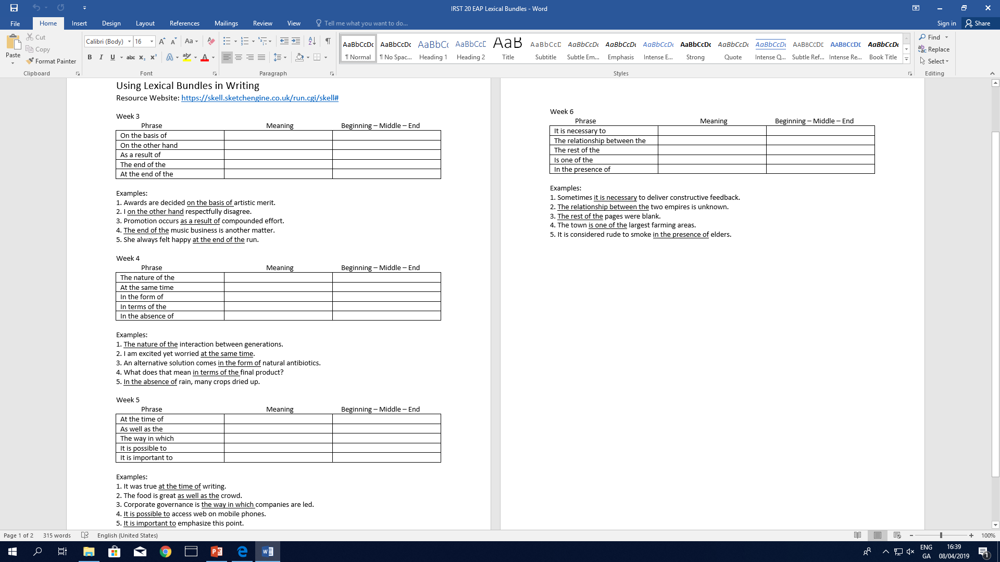 IRST 20 EAP Lexical Bundles - Word
File Home Insert Design Layout References Mailings Review View Tell me what you want to do... Sign in Share
Paste Cut Copy Format Painter
Calibri (Body) 16
AaBbCcDc AaBbCcDc AaBbCc AaBbCcD AaB AaBbCcD AaBbCcDc AaBbCcDc AaBbCcDc AaBbCcDc AaBbCcDc AaBbCcDc AABBCCDE AABBCCDE AaBbCcDc
¶ Normal ¶ No Spac... Heading 1 Heading 2 Title Subtitle Subtle Em... Emphasis Intense E... Strong Quote Intense Q... Subtle Ref... Intense Re... Book Title
Find Replace Select
Clipboard Font Paragraph Styles Editing
Using Lexical Bundles in Writing
Resource Website: https://skell.sketchengine.co.uk/run.cgi/skell#
Week 3
Phrase Meaning Beginning – Middle – End
On the basis of
On the other hand
As a result of
The end of the
At the end of the
Examples:
1. Awards are decided on the basis of artistic merit.
2. I on the other hand respectfully disagree.
3. Promotion occurs as a result of compounded effort.
4. The end of the music business is another matter.
5. She always felt happy at the end of the run.
Week 4
Phrase Meaning Beginning – Middle – End
The nature of the
At the same time
In the form of
In terms of the
In the absence of
Examples:
1. The nature of the interaction between generations.
2. I am excited yet worried at the same time.
3. An alternative solution comes in the form of natural antibiotics.
4. What does that mean in terms of the final product?
5. In the absence of rain, many crops dried up.
Week 5
Phrase Meaning Beginning – Middle – End
At the time of
As well as the
The way in which
It is possible to
It is important to
Examples:
1. It was true at the time of writing.
2. The food is great as well as the crowd.
3. Corporate governance is the way in which companies are led.
4. It is possible to access web on mobile phones.
5. It is important to emphasize this point.
Week 6
Phrase Meaning Beginning – Middle – End
It is necessary to
The relationship between the
The rest of the
Is one of the
In the presence of
Examples:
1. Sometimes it is necessary to deliver constructive feedback.
2. The relationship between the two empires is unknown.
3. The rest of the pages were blank.
4. The town is one of the largest farming areas.
5. It is considered rude to smoke in the presence of elders.
Page 1 of 2 315 words English (United States) 100%
ENG 16:39
GA 08/04/2019 1